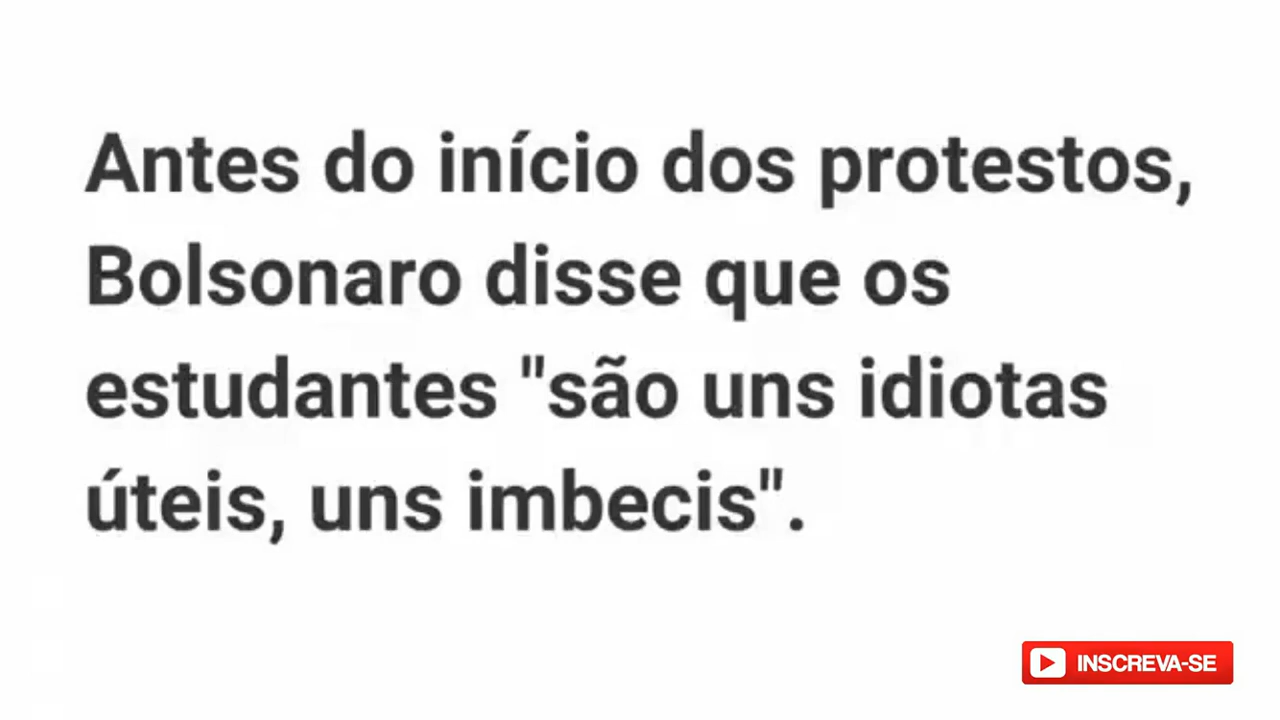 Antes do início dos protestos,
Bolsonaro disse que os
estudantes "são uns idiotas
úteis, uns imbecis".
INSCREVA-SE